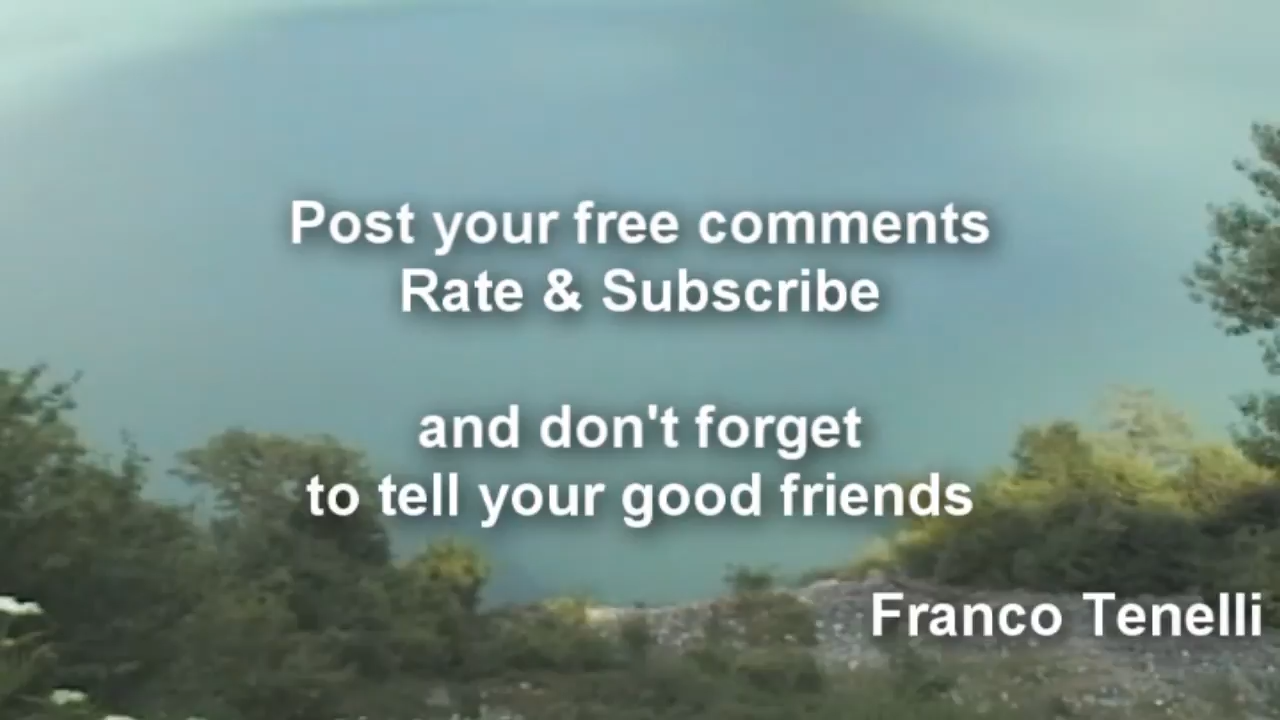 Post your free comments
Rate & Subscribe
and don't forget
to tell your good friends
Franco Tenelli